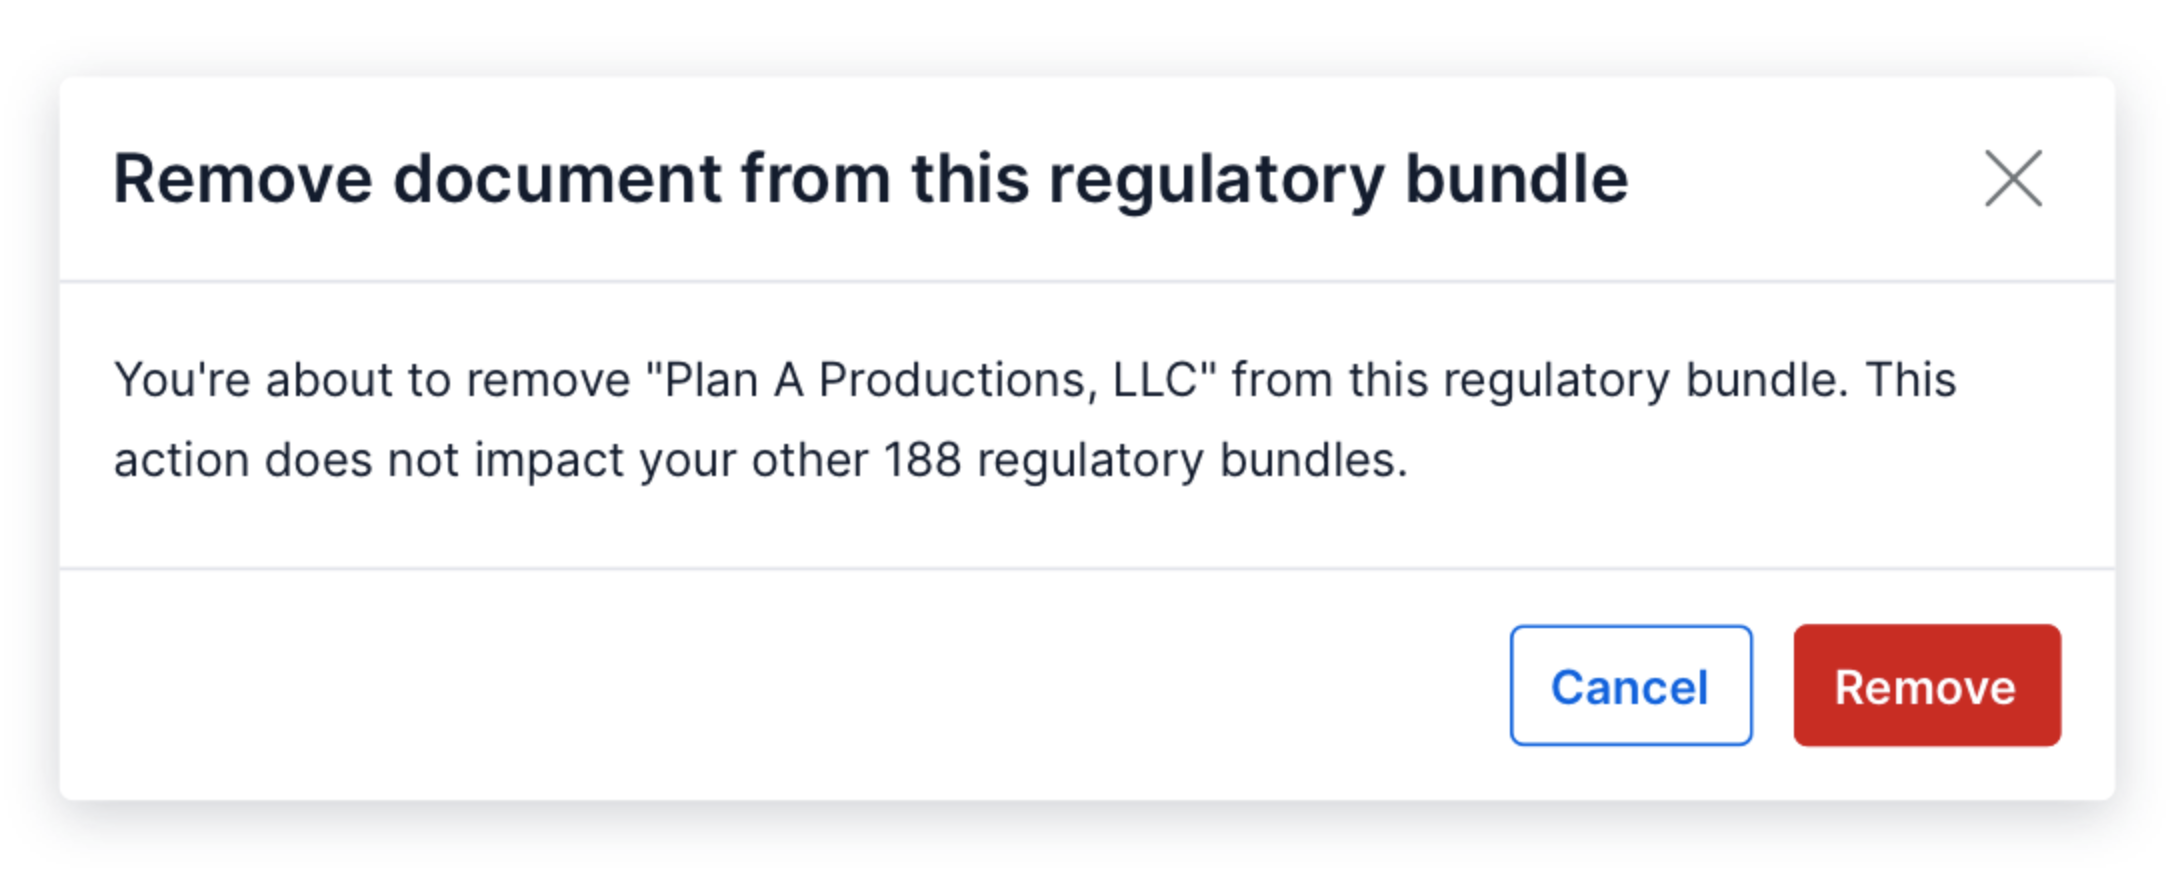 Remove document from this regulatory bundle
You're about to remove "Plan A Productions, LLC" from this regulatory bundle. This
action does not impact your other 188 regulatory bundles.
Cancel Remove